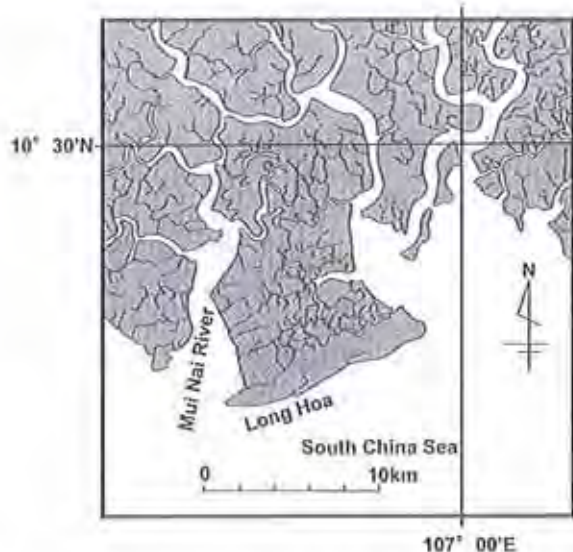 10° 30'N
N
Mui Nai River
Long Hoa
South China Sea
0 10km
107° 00'E